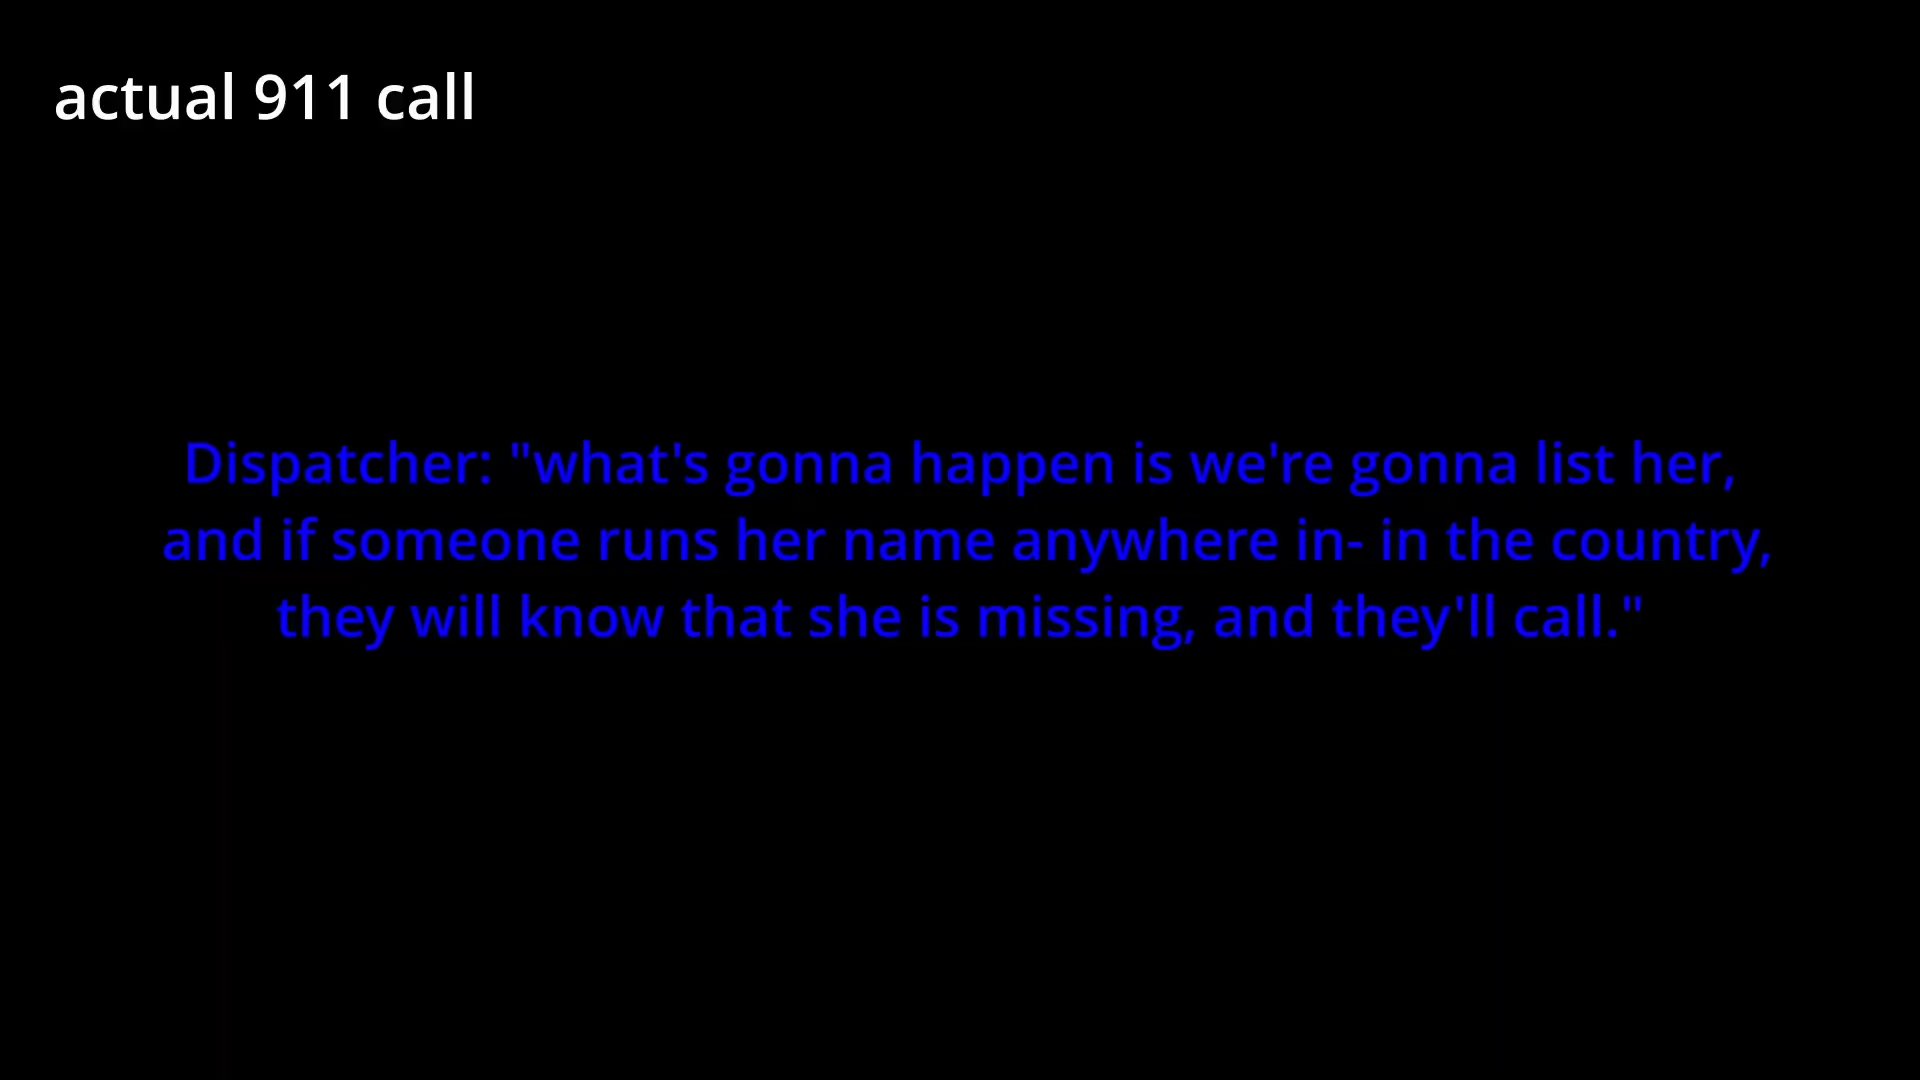 actual 911 call
Dispatcher: "what's gonna happen is we're gonna list her,
and if someone runs her name anywhere in- in the country,
they will know that she is missing, and they'll call."